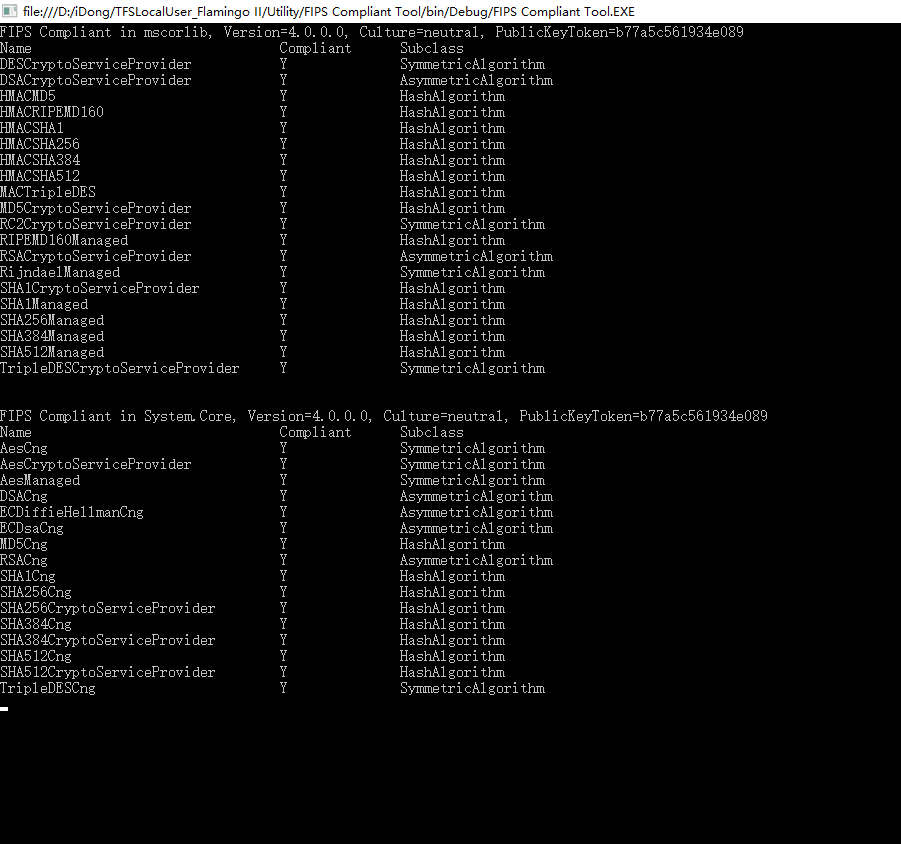 file:///D:/iDong/TFSLocalUser_Flamingo II/Utility/FIPS Compliant Tool/bin/Debug/FIPS Compliant Tool.EXE
FIPS Compliant in mscorlib, Version=4.0.0.0, Culture=neutral, PublicKeyToken=b77a5c561934e089
Name Compliant Subclass
DESCryptoServiceProvider Y SymmetricAlgorithm
DSACryptoServiceProvider Y AsymmetricAlgorithm
HMACMD5 Y HashAlgorithm
HMACRIPEMD160 Y HashAlgorithm
HMACSHA1 Y HashAlgorithm
HMACSHA256 Y HashAlgorithm
HMACSHA384 Y HashAlgorithm
HMACSHA512 Y HashAlgorithm
MACTripleDES Y HashAlgorithm
MD5CryptoServiceProvider Y HashAlgorithm
RC2CryptoServiceProvider Y SymmetricAlgorithm
RIPEMD160Managed Y HashAlgorithm
RSACryptoServiceProvider Y AsymmetricAlgorithm
RijndaelManaged Y SymmetricAlgorithm
SHA1CryptoServiceProvider Y HashAlgorithm
SHA1Managed Y HashAlgorithm
SHA256Managed Y HashAlgorithm
SHA384Managed Y HashAlgorithm
SHA512Managed Y HashAlgorithm
TripleDESCryptoServiceProvider Y SymmetricAlgorithm
FIPS Compliant in System.Core, Version=4.0.0.0, Culture=neutral, PublicKeyToken=b77a5c561934e089
Name Compliant Subclass
AesCng Y SymmetricAlgorithm
AesCryptoServiceProvider Y SymmetricAlgorithm
AesManaged Y SymmetricAlgorithm
DSACng Y AsymmetricAlgorithm
ECDiffieHellmanCng Y AsymmetricAlgorithm
ECDsaCng Y AsymmetricAlgorithm
MD5Cng Y HashAlgorithm
RSACng Y AsymmetricAlgorithm
SHA1Cng Y HashAlgorithm
SHA256Cng Y HashAlgorithm
SHA256CryptoServiceProvider Y HashAlgorithm
SHA384Cng Y HashAlgorithm
SHA384CryptoServiceProvider Y HashAlgorithm
SHA512Cng Y HashAlgorithm
SHA512CryptoServiceProvider Y HashAlgorithm
TripleDESCng Y SymmetricAlgorithm